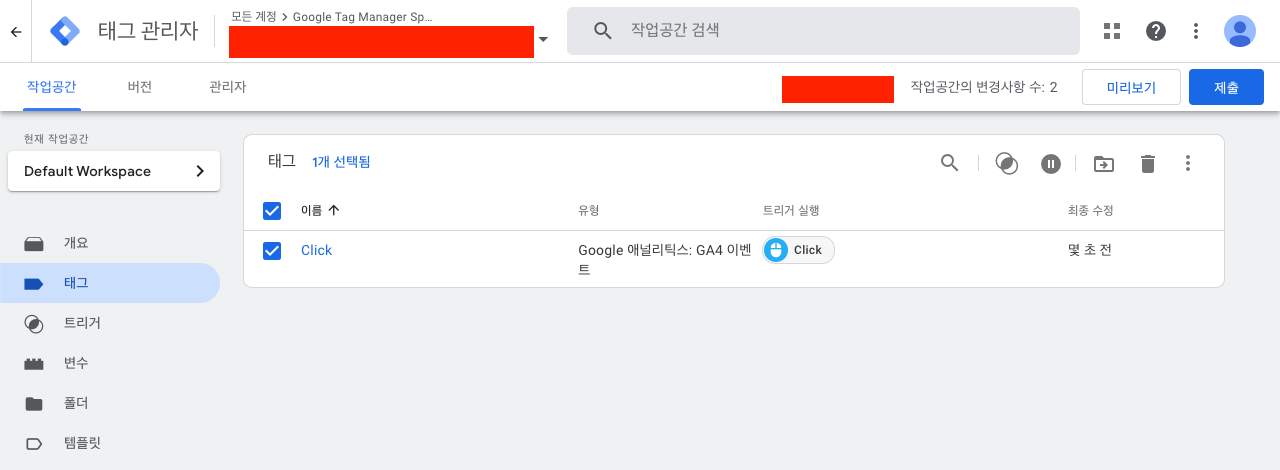 모든 계정 > Google Tag Manager Sp...
태그 관리자
작업공간 검색
작업공간
버전
관리자
작업공간의 변경사항 수: 2
미리보기
제출
현재 작업공간
Default Workspace
개요
태그
트리거
변수
폴더
템플릿
태그
1개 선택됨
이름
유형
트리거 실행
최종 수정
Click
Google 애널리틱스: GA4 이벤
트
Click
몇 초 전